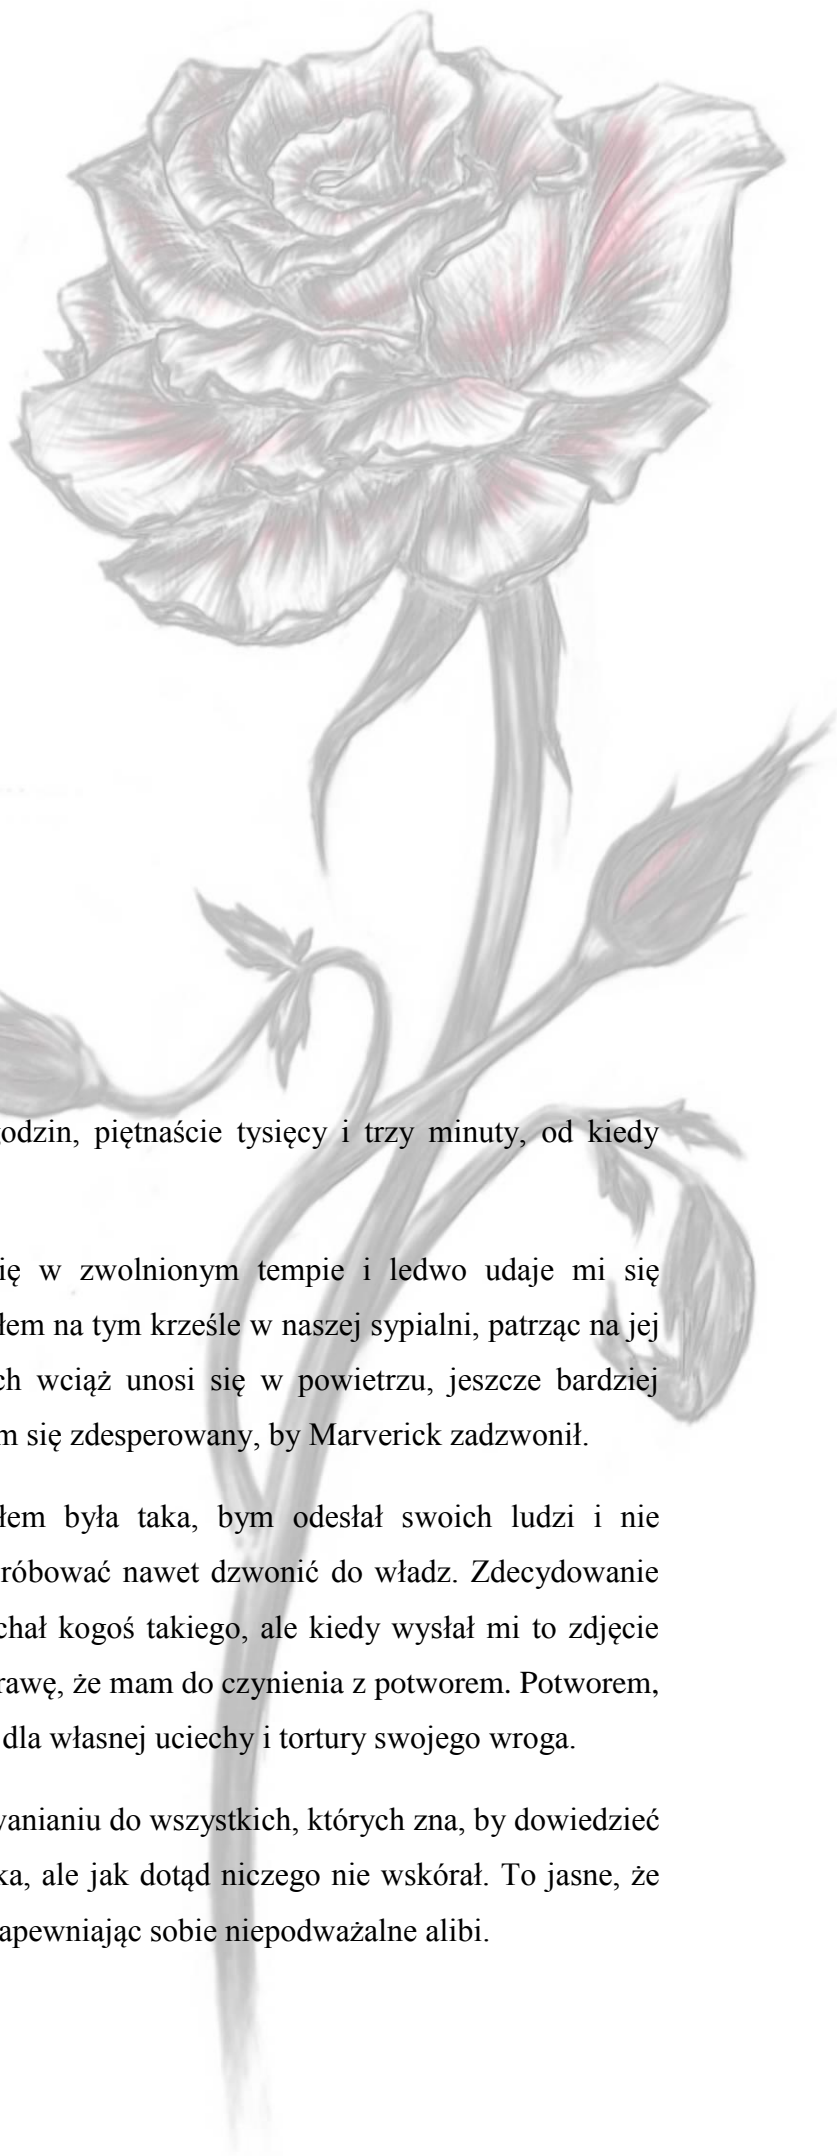 godzin, piętnaście tysięcy i trzy minuty, od kiedy
ię w zwolnionym tempie i ledwo udaje mi się
łem na tym krześle w naszej sypialni, patrząc na jej
ch wciąż unosi się w powietrzu, jeszcze bardziej
m się zdesperowany, by Marverick zadzwonił.
łem była taka, bym odesłał swoich ludzi i nie
róbować nawet dzwonić do władz. Zdecydowanie
chał kogoś takiego, ale kiedy wysłał mi to zdjęcie
rawę, że mam do czynienia z potworem. Potworem,
dla własnej uciechy i tortury swojego wroga.
wanianiu do wszystkich, których zna, by dowiedzieć
ka, ale jak dotąd niczego nie wskórał. To jasne, że
apewniając sobie niepodważalne alibi.